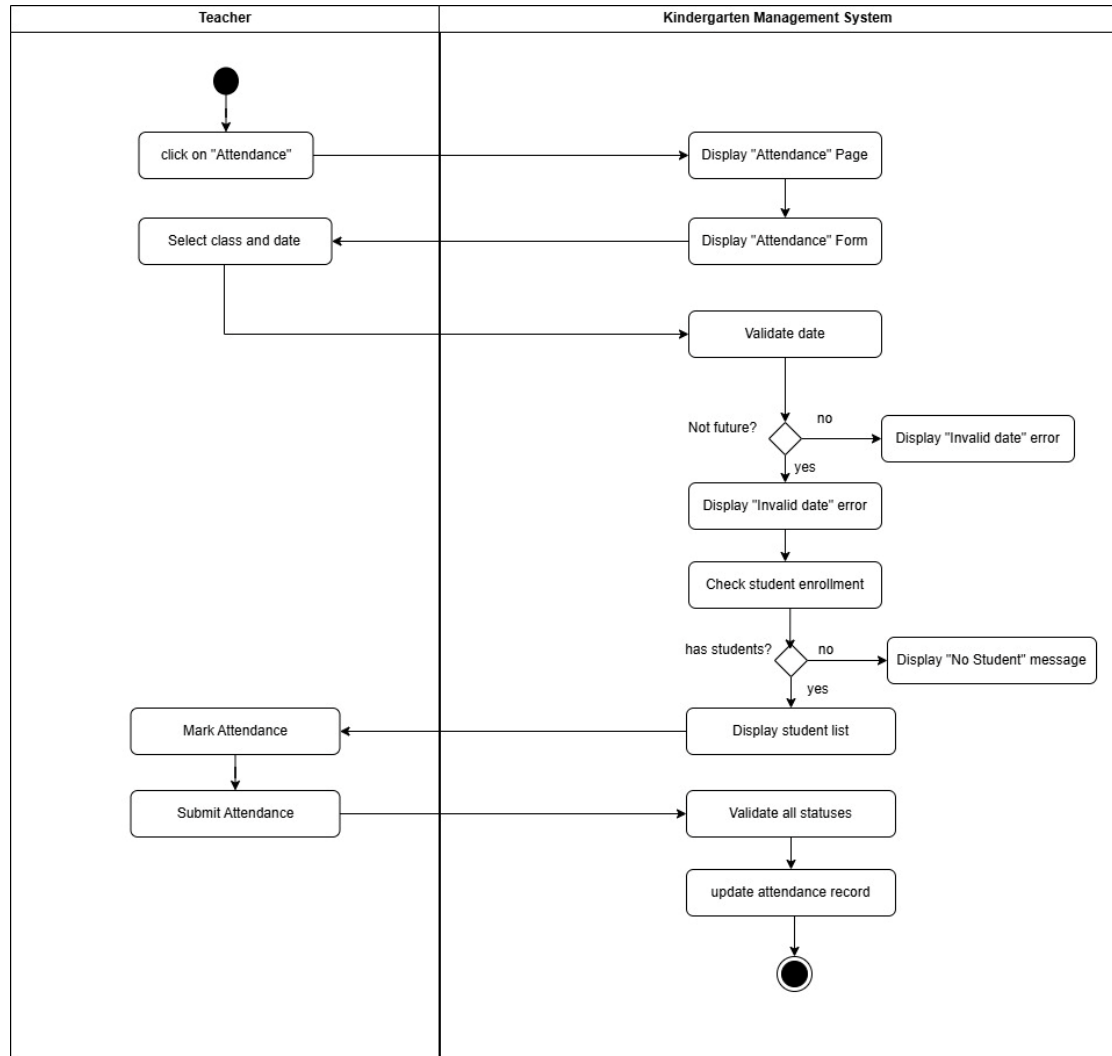 Teacher
Kindergarten Management System
click on "Attendance"
Display "Attendance" Page
Select class and date
Display "Attendance" Form
Validate date
Not future?
no
Display "Invalid date" error
yes
Display "Invalid date" error
Check student enrollment
has students?
no
Display "No Student" message
yes
Mark Attendance
Display student list
Submit Attendance
Validate all statuses
update attendance record